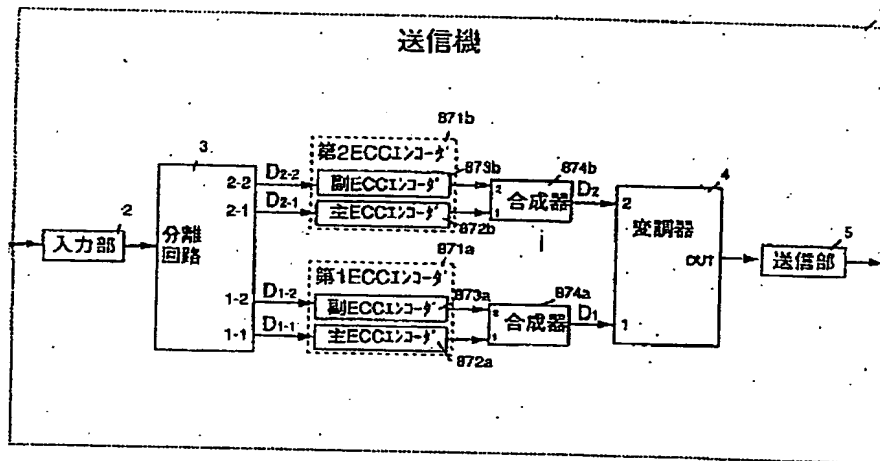 送信機
871b
第2ECCエンコーダ
3
D2-2
873b
874b
2-2
副ECCエンコーダ
2
合成器
D2
4
2-1
D2-1
主ECCエンコーダ
1
2
2
入力部
分離
回路
872b
i
変調器
5
871a
OUT
送信部
第1ECCエンコーダ
1-2
D1-2
873a
874a
副ECCエンコーダ
2
合成器
D1
1-1
D1-1
主ECCエンコーダ
1
1
872a